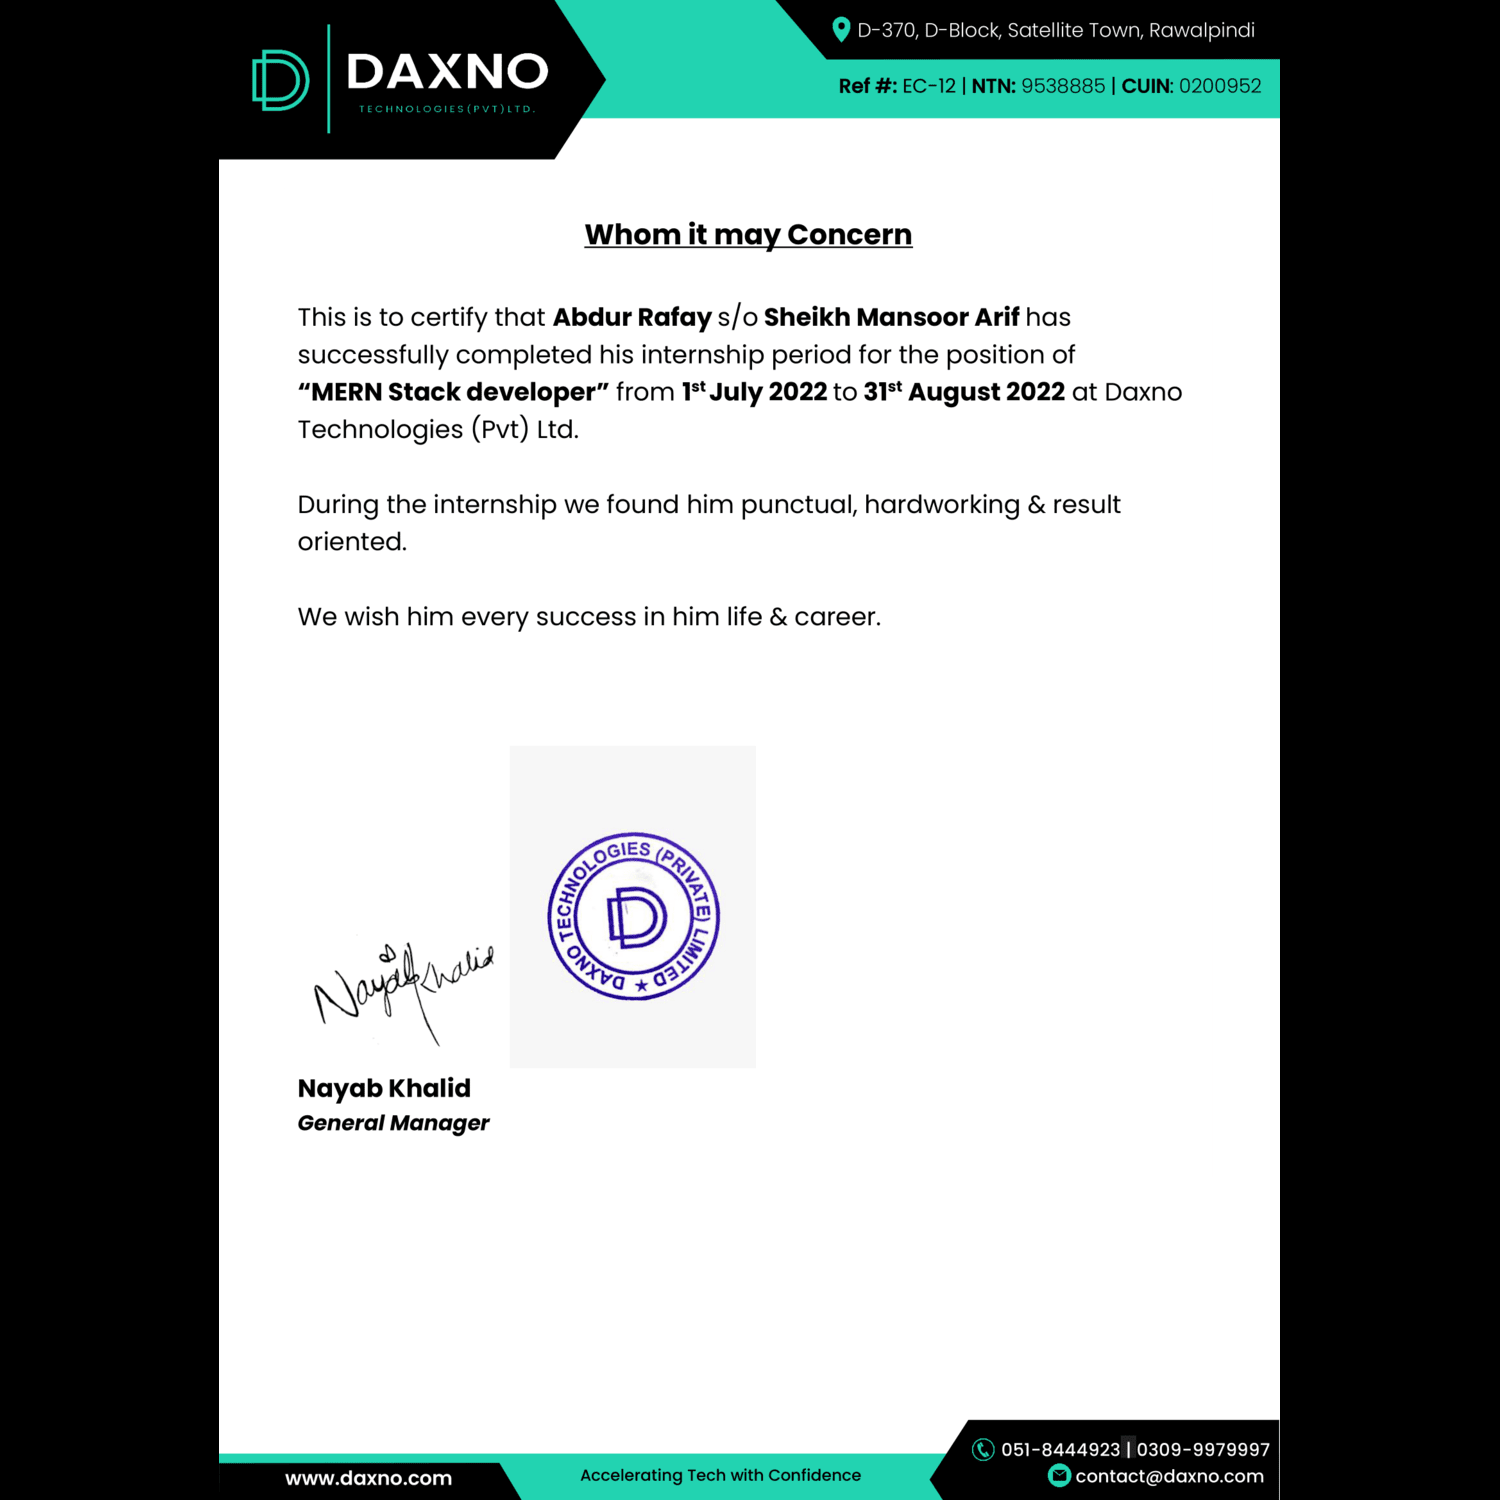 DAXNO
TECHNOLOGIES(PVT)LTD.
D-370, D-Block, Satellite Town, Rawalpindi
Ref #: EC-12 | NTN: 9538885 | CUIN: 0200952
Whom it may Concern
This is to certify that Abdur Rafay s/o Sheikh Mansoor Arif has
successfully completed his internship period for the position of
“MERN Stack developer” from 1st July 2022 to 31st August 2022 at Daxno
Technologies (Pvt) Ltd.
During the internship we found him punctual, hardworking & result
oriented.
We wish him every success in him life & career.
DAXNO TECHNOLOGIES (PRIVATE) LIMITED ★
Nayab Khalid
Nayab Khalid
General Manager
www.daxno.com
Accelerating Tech with Confidence
051-8444923 | 0309-9979997
contact@daxno.com